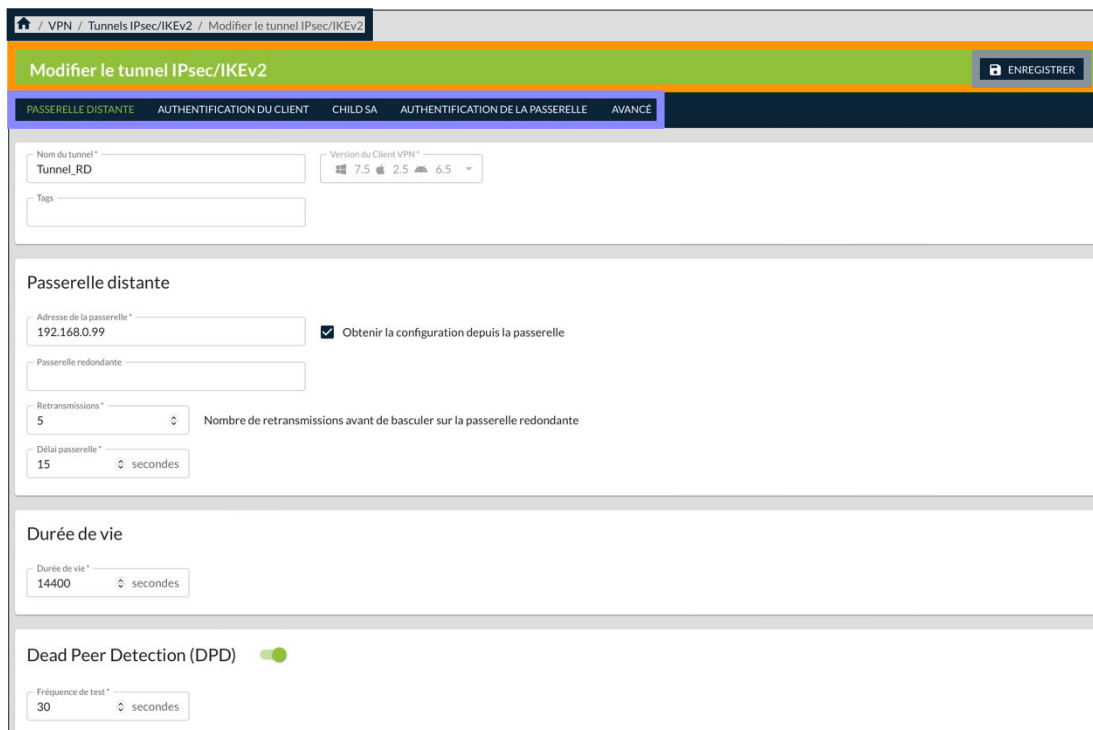 / VPN / Tunnels IPsec/IKEv2 / Modifier le tunnel IPsec/IKEv2
Modifier le tunnel IPsec/IKEv2
ENREGISTRER
PASSERELLE DISTANTE AUTHENTIFICATION DU CLIENT CHILD SA AUTHENTIFICATION DE LA PASSERELLE AVANCÉ
Nom du tunnel* Version du Client VPN*
Tunnel_RD 7.5 2.5 6.5
Tags
Passerelle distante
Adresse de la passerelle*
192.168.0.99 Obtenir la configuration depuis la passerelle
Passerelle redondante
Retransmissions*
5 Nombre de retransmissions avant de basculer sur la passerelle redondante
Délai passerelle*
15 secondes
Durée de vie
Durée de vie*
14400 secondes
Dead Peer Detection (DPD)
Fréquence de test*
30 secondes